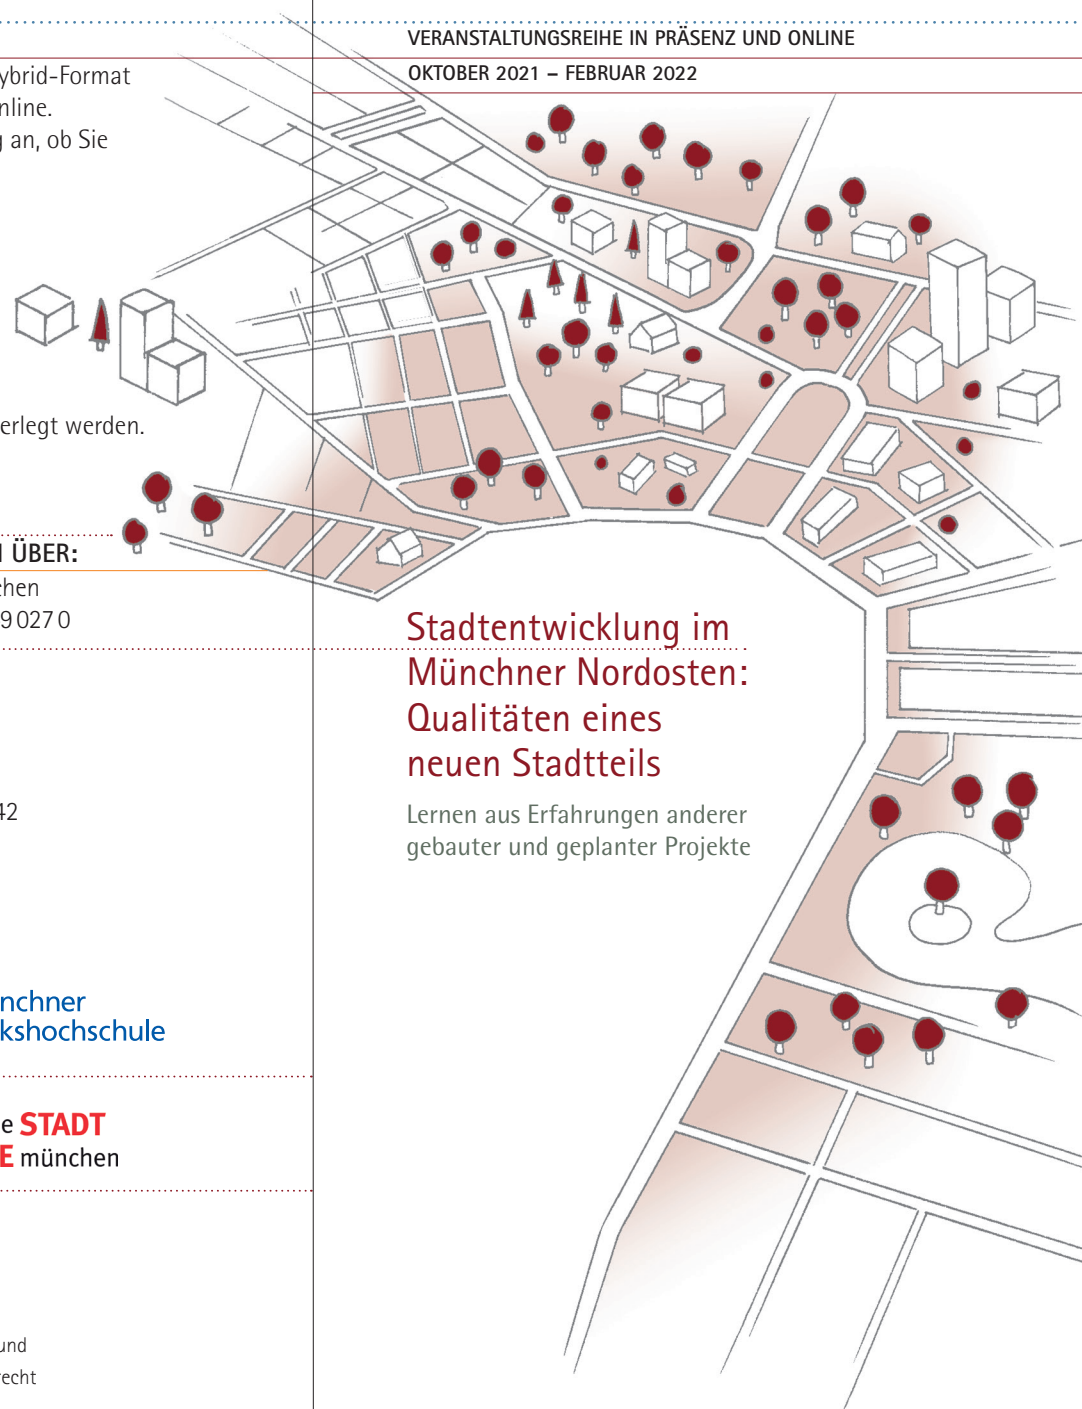 ybrid-Format
nline.
g an, ob Sie
erlegt werden.
ÜBER:
chen
9 027 0
42
nchner
kshochschule
e STADT
E münchen
und
recht
VERANSTALTUNGSREIHE IN PRÄSENZ UND ONLINE
OKTOBER 2021 – FEBRUAR 2022
Stadtentwicklung im
Münchner Nordosten:
Qualitäten eines
neuen Stadtteils
Lernen aus Erfahrungen anderer
gebauter und geplanter Projekte